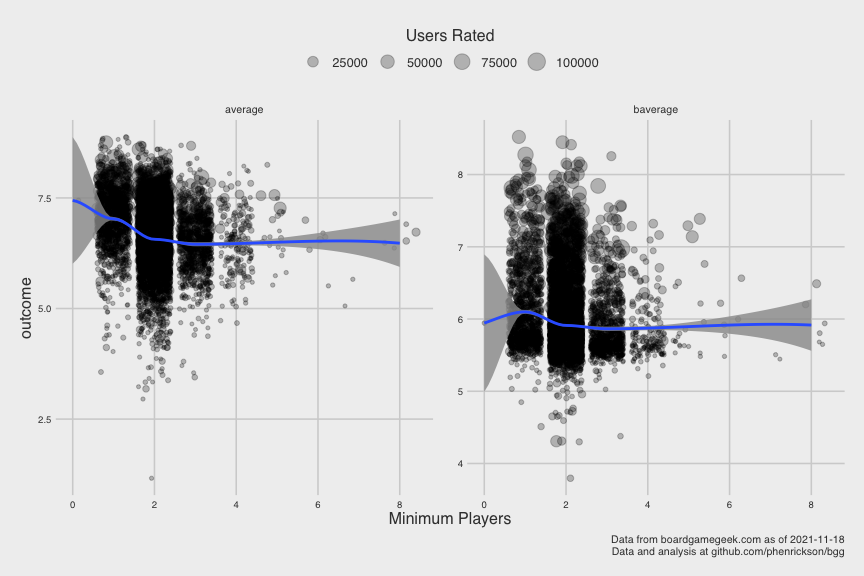 Users Rated
25000 50000 75000 100000
average baverage
outcome
7.5
5.0
2.5
8
7
6
5
4
0 2 4 6 8 0 2 4 6 8
Minimum Players
Data from boardgamegeek.com as of 2021-11-18
Data and analysis at github.com/phenrickson/bgg